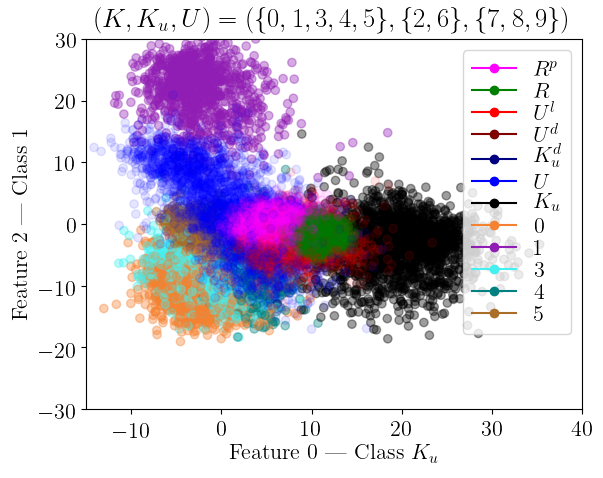 (K, K_u, U) = ({0, 1, 3, 4, 5}, {2, 6}, {7, 8, 9})
30
20
10
0
−10
−20
−30
Feature 2 — Class 1
R^p
R
U^l
U^d
K_u^d
U
K_u
0
1
3
4
5
−10
0
10
20
30
40
Feature 0 — Class K_u